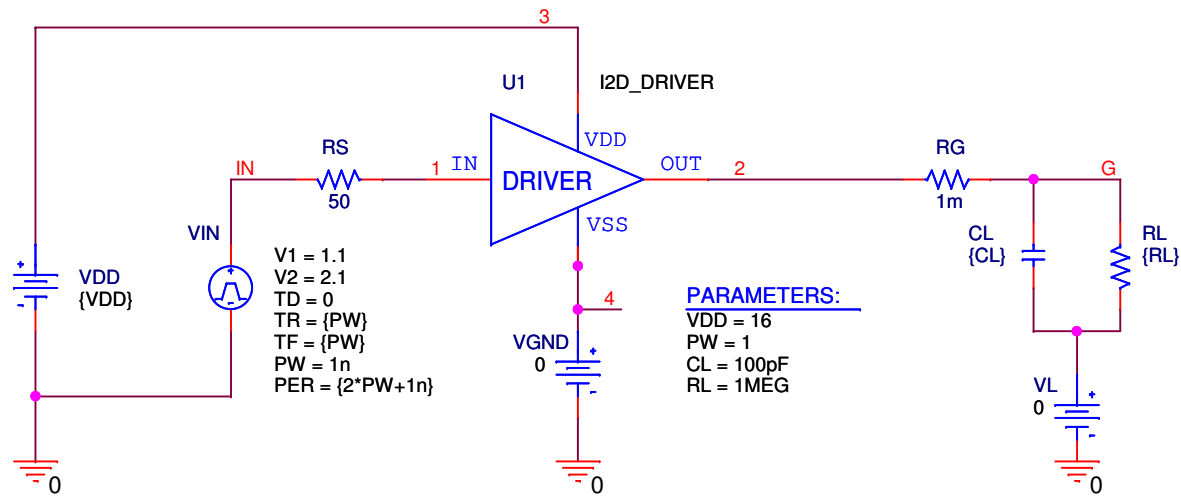 3
U1
I2D_DRIVER
VDD
RS
50
IN
1
IN
DRIVER
OUT
2
RG
1m
G
VSS
VIN
V1 = 1.1
V2 = 2.1
TD = 0
TR = {PW}
TF = {PW}
PW = 1n
PER = {2*PW+1n}
VDD
{VDD}
+
-
+
-
4
VGND
0
+
-
PARAMETERS:
VDD = 16
PW = 1
CL = 100pF
RL = 1MEG
CL
{CL}
RL
{RL}
VL
0
+
-
0
0
0